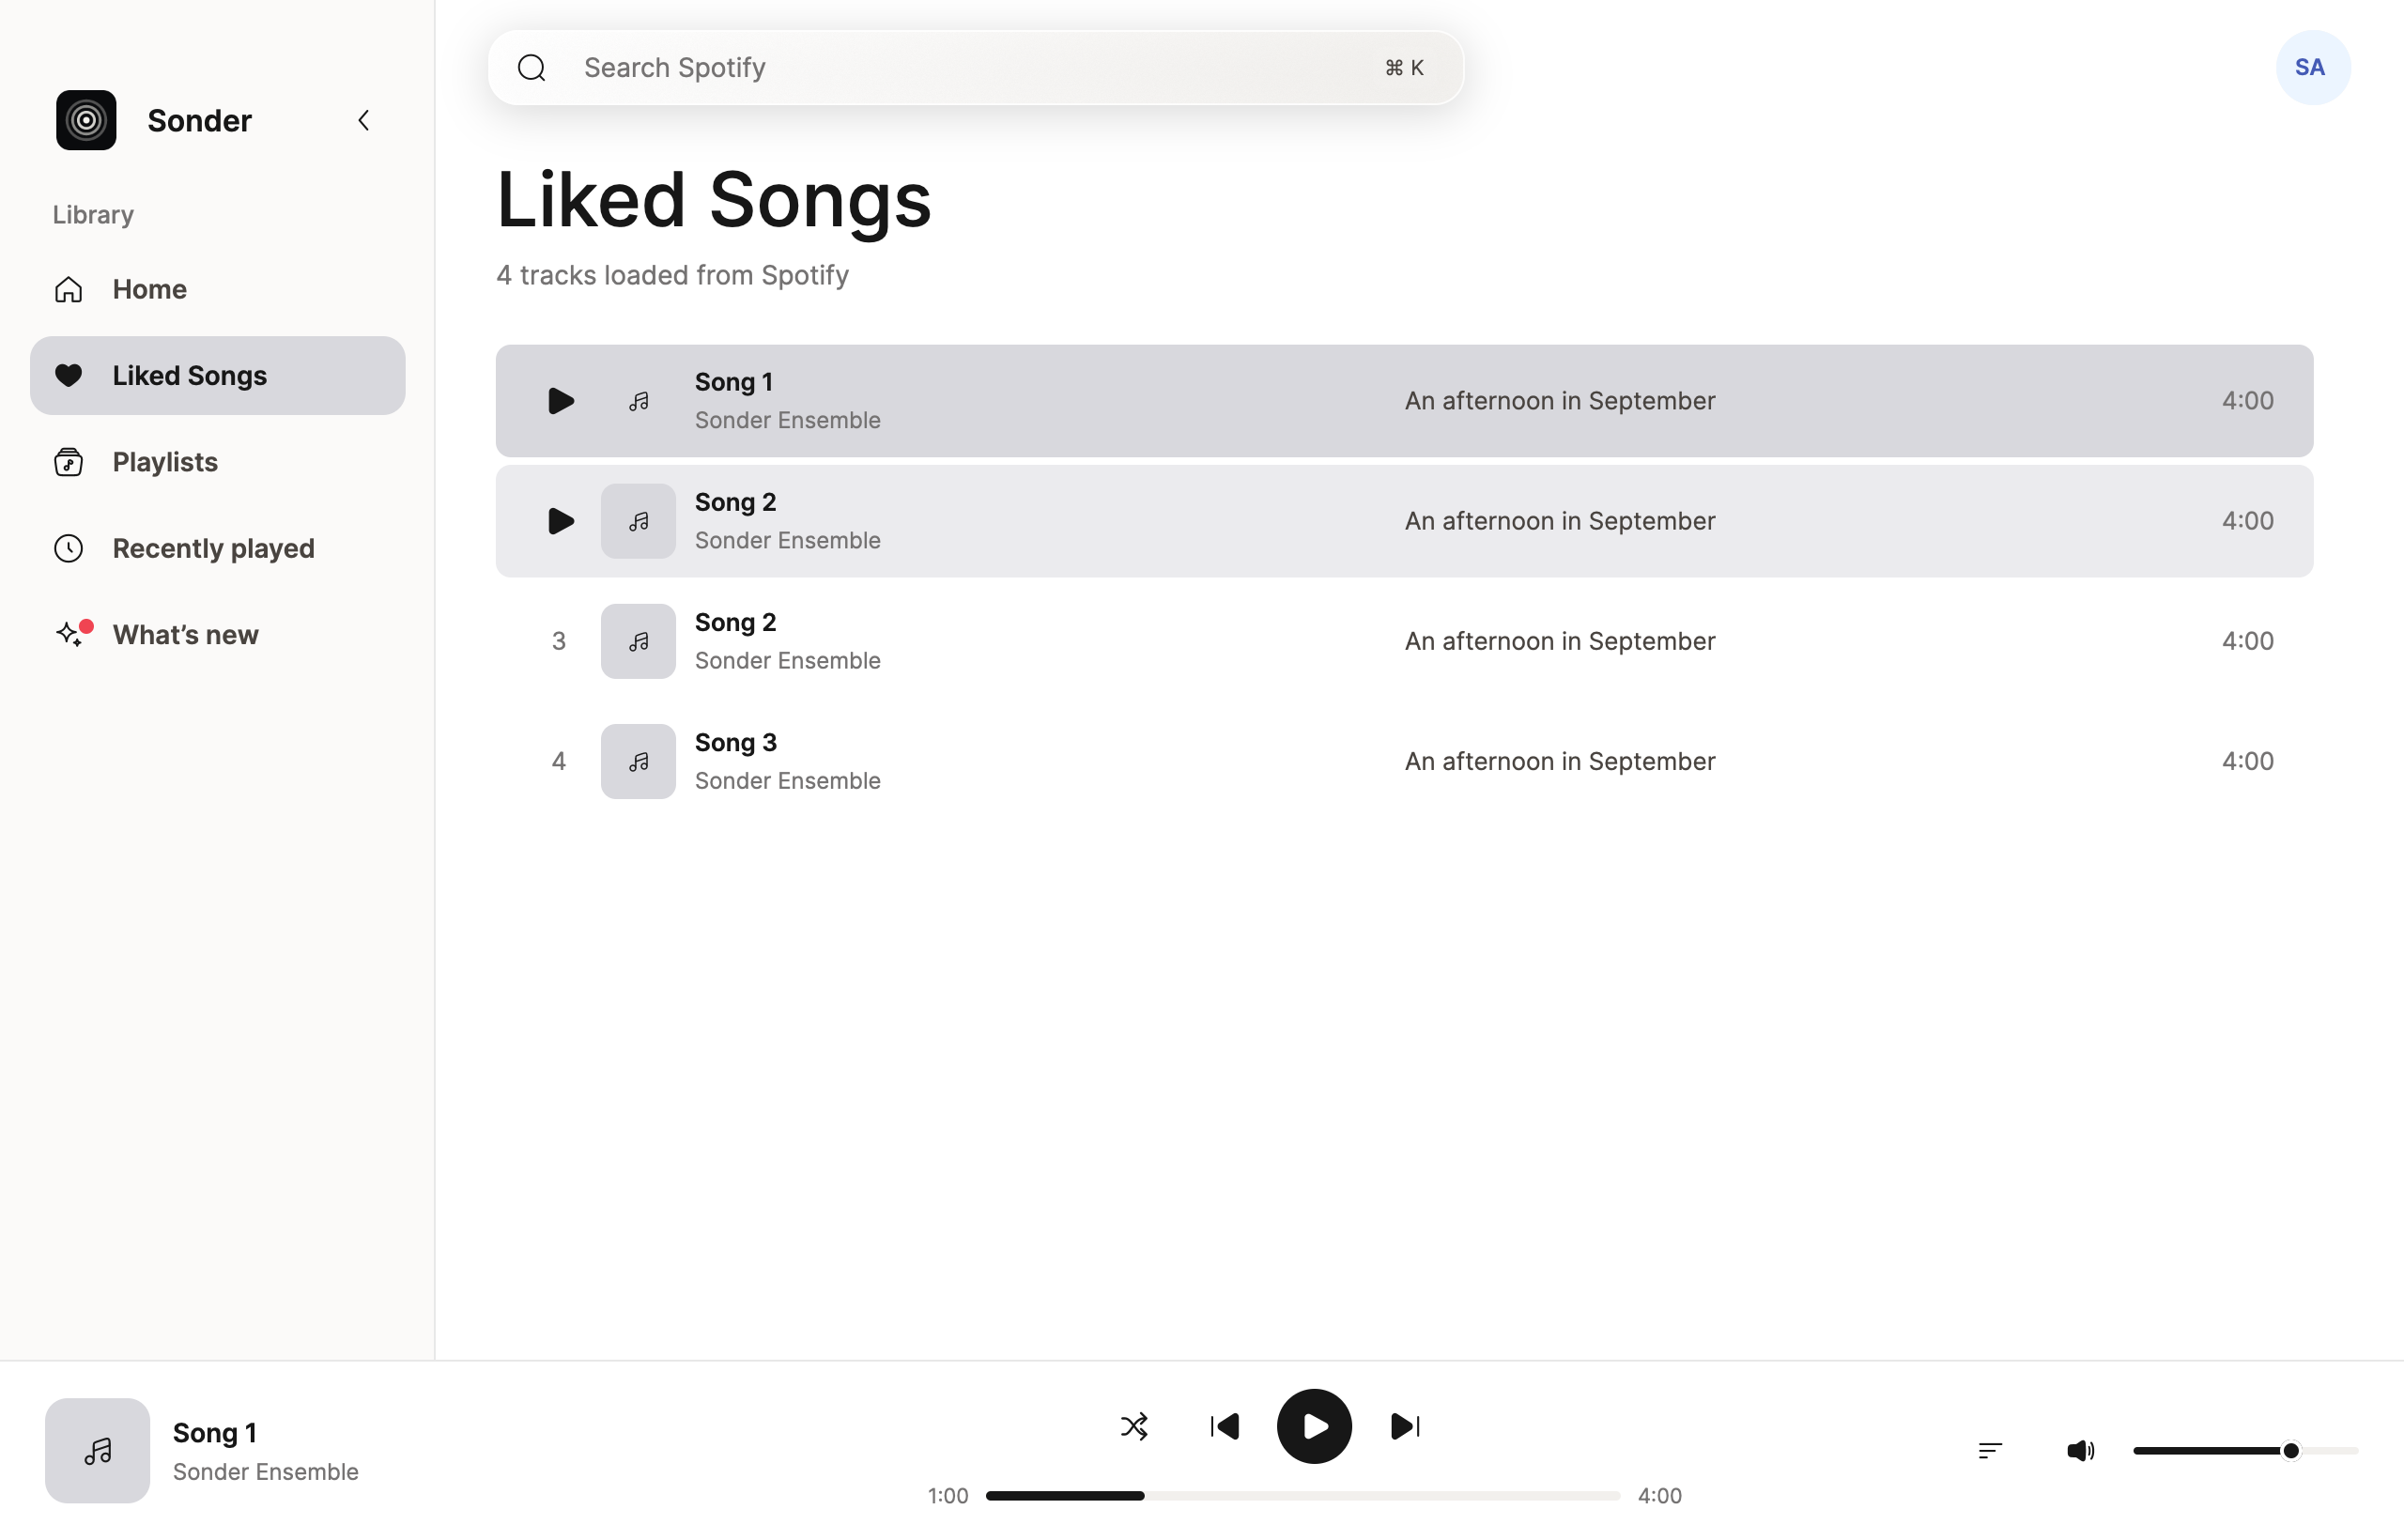 Search Spotify
⌘ K
SA
Sonder
Library
Home
Liked Songs
Playlists
Recently played
What’s new
Liked Songs
4 tracks loaded from Spotify
Song 1
Sonder Ensemble
An afternoon in September
4:00
Song 2
Sonder Ensemble
An afternoon in September
4:00
3
Song 2
Sonder Ensemble
An afternoon in September
4:00
4
Song 3
Sonder Ensemble
An afternoon in September
4:00
Song 1
Sonder Ensemble
1:00
4:00